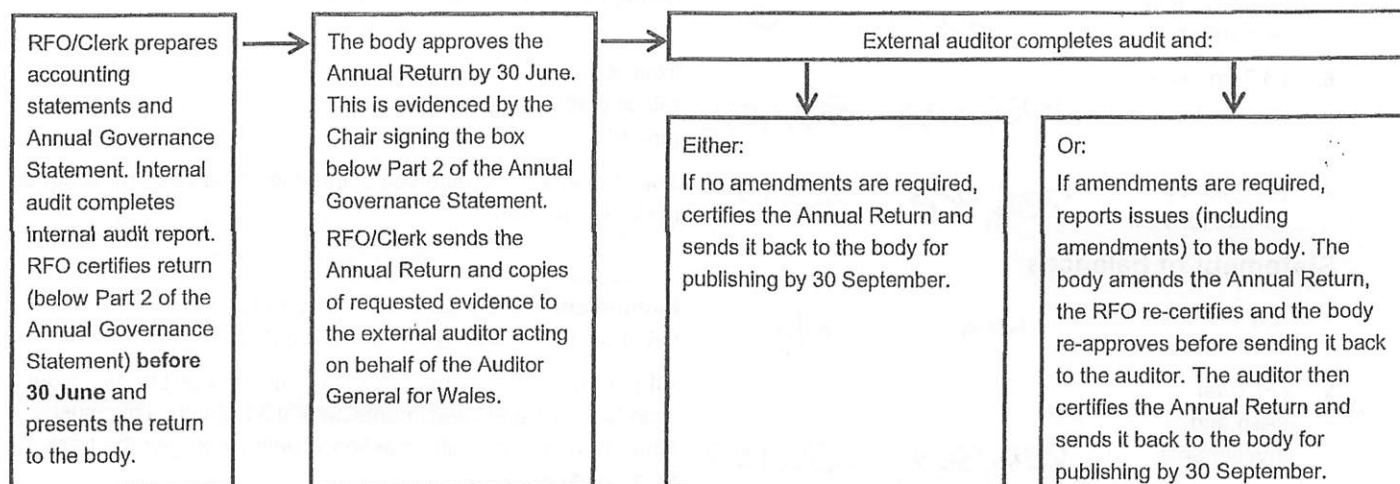 RFO/Clerk prepares
accounting
statements and
Annual Governance
Statement. Internal
audit completes
internal audit report.
RFO certifies return
(below Part 2 of the
Annual Governance
Statement) before
30 June and
presents the return
to the body.
The body approves the
Annual Return by 30 June.
This is evidenced by the
Chair signing the box
below Part 2 of the Annual
Governance Statement.
RFO/Clerk sends the
Annual Return and copies
of requested evidence to
the external auditor acting
on behalf of the Auditor
General for Wales.
External auditor completes audit and:
Either:
If no amendments are required,
certifies the Annual Return and
sends it back to the body for
publishing by 30 September.
Or:
If amendments are required,
reports issues (including
amendments) to the body. The
body amends the Annual Return,
the RFO re-certifies and the body
re-approves before sending it back
to the auditor. The auditor then
certifies the Annual Return and
sends it back to the body for
publishing by 30 September.